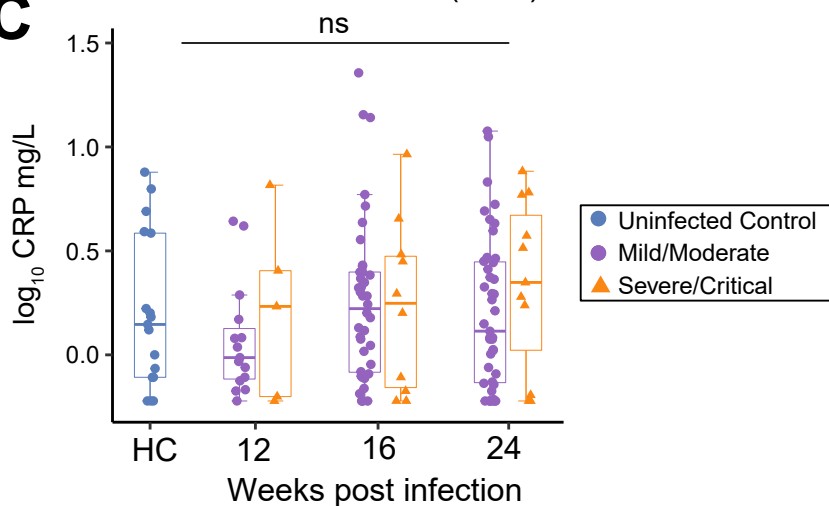 C
ns
1.5
1.0
0.5
0.0
log10 CRP mg/L
HC 12 16 24
Weeks post infection
Uninfected Control
Mild/Moderate
Severe/Critical